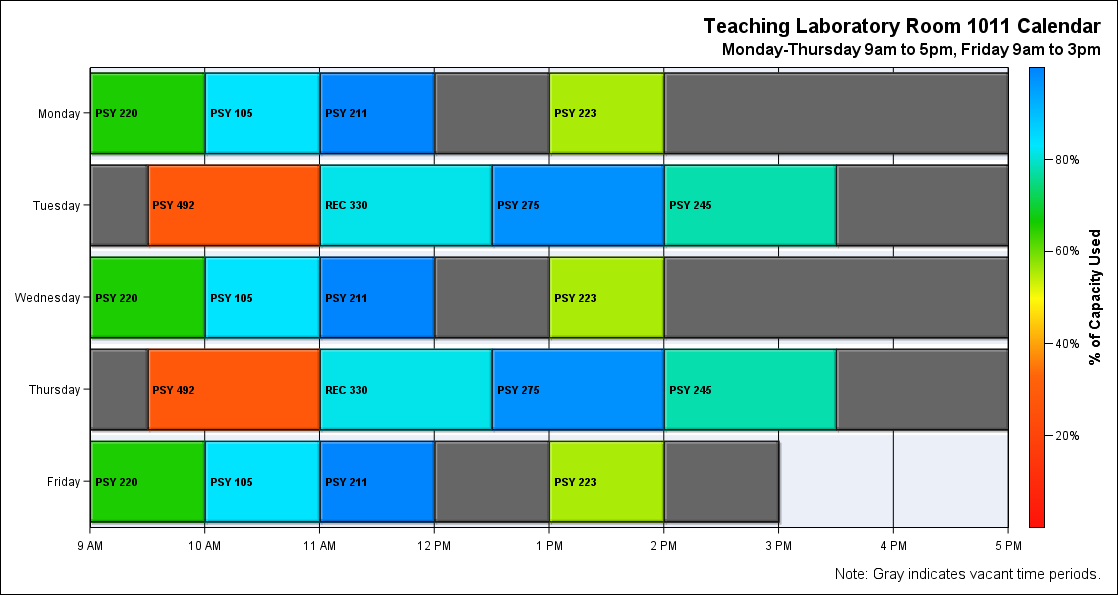 Teaching Laboratory Room 1011 Calendar
Monday-Thursday 9am to 5pm, Friday 9am to 3pm
Monday PSY 220 PSY 105 PSY 211 PSY 223
Tuesday PSY 492 REC 330 PSY 275 PSY 245
Wednesday PSY 220 PSY 105 PSY 211 PSY 223
Thursday PSY 492 REC 330 PSY 275 PSY 245
Friday PSY 220 PSY 105 PSY 211 PSY 223
9 AM 10 AM 11 AM 12 PM 1 PM 2 PM 3 PM 4 PM 5 PM
80%
60%
40%
20%
% of Capacity Used
Note: Gray indicates vacant time periods.